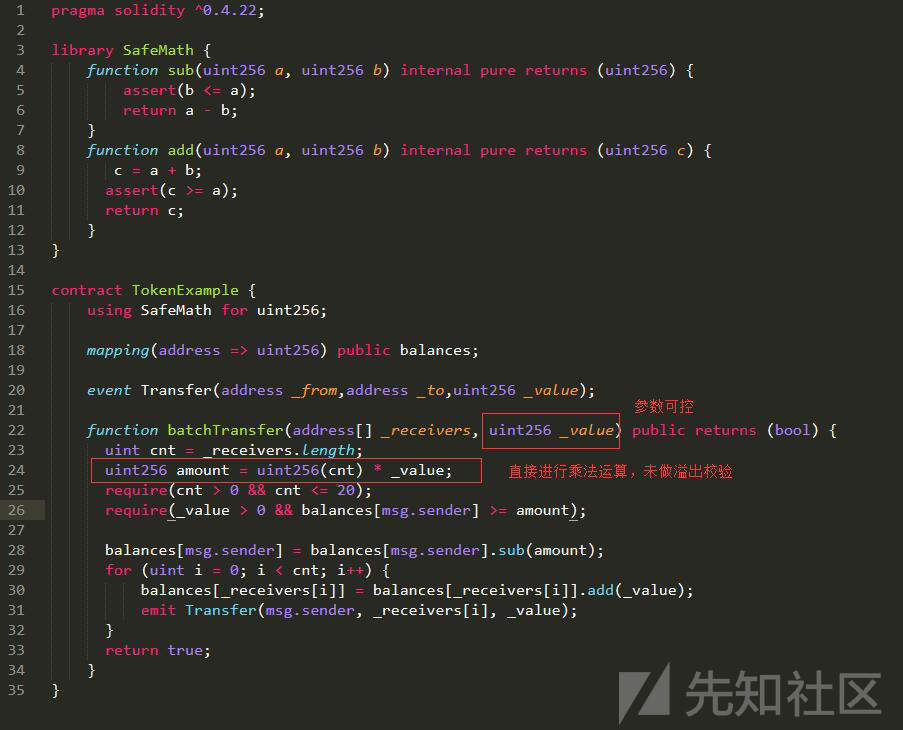 1 pragma solidity ^0.4.22;
2
3 library SafeMath {
4 function sub(uint256 a, uint256 b) internal pure returns (uint256) {
5 assert(b <= a);
6 return a - b;
7 }
8 function add(uint256 a, uint256 b) internal pure returns (uint256 c) {
9 c = a + b;
10 assert(c >= a);
11 return c;
12 }
13 }
14
15 contract TokenExample {
16 using SafeMath for uint256;
17
18 mapping(address => uint256) public balances;
19
20 event Transfer(address _from,address _to,uint256 _value);
21
参数可控
22 function batchTransfer(address[] _receivers, uint256 _value) public returns (bool) {
23 uint cnt = _receivers.length;
24 uint256 amount = uint256(cnt) * _value; 直接进行乘法运算，未做溢出校验
25 require(cnt > 0 && cnt <= 20);
26 require(_value > 0 && balances[msg.sender] >= amount);
27
28 balances[msg.sender] = balances[msg.sender].sub(amount);
29 for (uint i = 0; i < cnt; i++) {
30 balances[_receivers[i]] = balances[_receivers[i]].add(_value);
31 emit Transfer(msg.sender, _receivers[i], _value);
32 }
33 return true;
34 }
35 }
先知社区